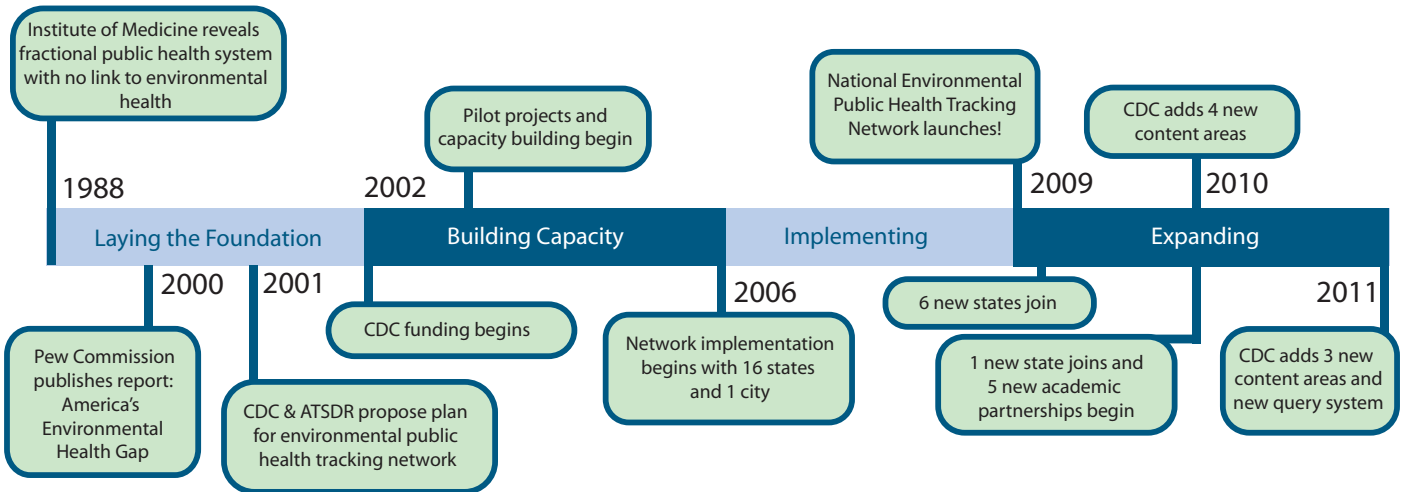 Institute of Medicine reveals
fractional public health system
with no link to environmental
health
Pilot projects and
capacity building begin
National Environmental
Public Health Tracking
Network launches!
CDC adds 4 new
content areas
1988
2002
2009
2010
Laying the Foundation
Building Capacity
Implementing
Expanding
2000
2001
2006
2011
Pew Commission
publishes report:
America's
Environmental
Health Gap
CDC & ATSDR propose plan
for environmental public
health tracking network
CDC funding begins
Network implementation
begins with 16 states
and 1 city
6 new states join
1 new state joins and
5 new academic
partnerships begin
CDC adds 3 new
content areas and
new query system